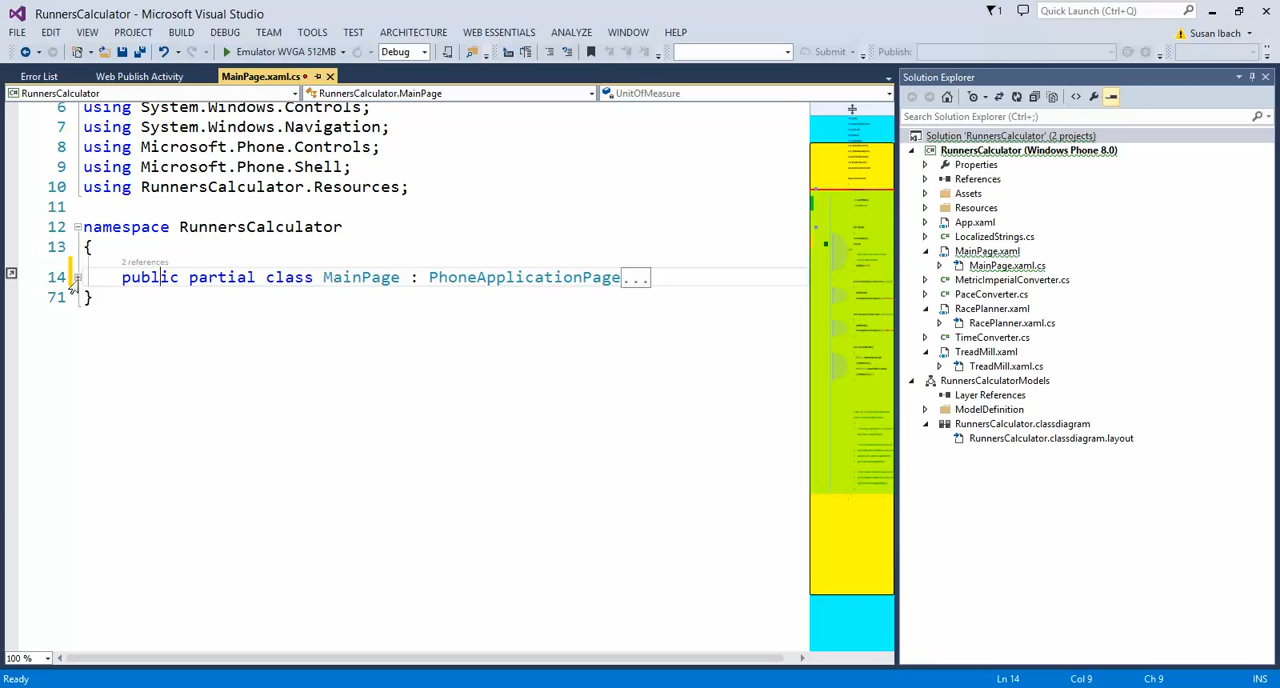 RunnersCalculator - Microsoft Visual Studio
1
Quick Launch (Ctrl+Q)
FILE EDIT VIEW PROJECT BUILD DEBUG TEAM TOOLS TEST ARCHITECTURE WEB ESSENTIALS ANALYZE WINDOW HELP
Susan Ibach
Emulator WVGA 512MB
Debug
Submit
Publish:
Error List Web Publish Activity MainPage.xaml.cs
RunnersCalculator RunnersCalculator.MainPage UnitOfMeasure
6 using System.Windows.Controls;
7 using System.Windows.Navigation;
8 using Microsoft.Phone.Controls;
9 using Microsoft.Phone.Shell;
10 using RunnersCalculator.Resources;
11
12 namespace RunnersCalculator
13 {
2 references
14 public partial class MainPage : PhoneApplicationPage...
71 }
100 %
Solution Explorer
Search Solution Explorer (Ctrl+;)
Solution 'RunnersCalculator' (2 projects)
RunnersCalculator (Windows Phone 8.0)
Properties
References
Assets
Resources
App.xaml
LocalizedStrings.cs
MainPage.xaml
MainPage.xaml.cs
MetricImperialConverter.cs
PaceConverter.cs
RacePlanner.xaml
RacePlanner.xaml.cs
TimeConverter.cs
TreadMill.xaml
TreadMill.xaml.cs
RunnersCalculatorModels
Layer References
ModelDefinition
RunnersCalculator.classdiagram
RunnersCalculator.classdiagram.layout
Ready Ln 14 Col 9 Ch 9 INS